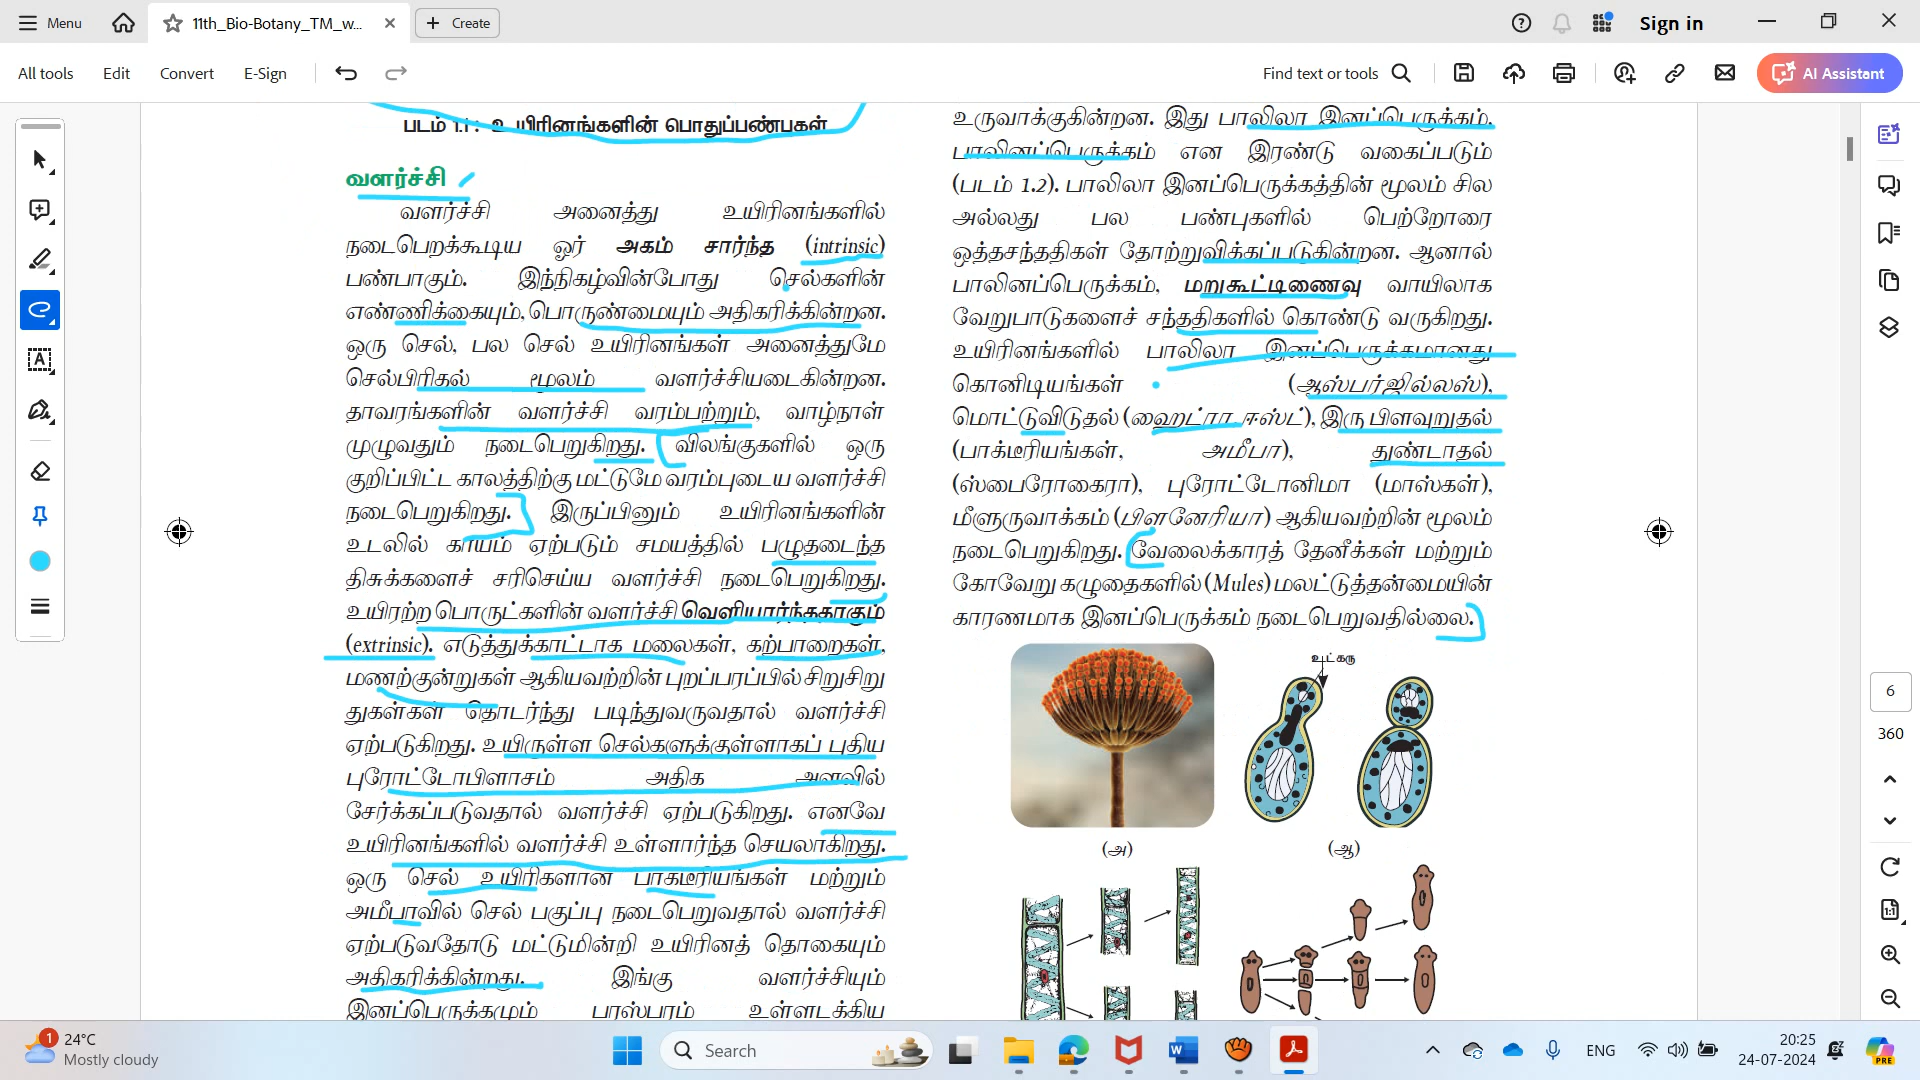 Menu
11th_Bio-Botany_TM_w...
Create
Sign in
All tools
Edit
Convert
E-Sign
Find text or tools
AI Assistant
படம் 1.1 : உயிரினங்களின் பொதுப்பண்புகள்
வளர்ச்சி
வளர்ச்சி அனைத்து உயிரினங்களில்
நடைபெறக்கூடிய ஓர் அகம் சார்ந்த (intrinsic)
பண்பாகும். இந்நிகழ்வின்போது செல்களின்
எண்ணிக்கையும், பொருண்மையும் அதிகரிக்கின்றன.
ஒரு செல், பல செல் உயிரினங்கள் அனைத்துமே
செல்பிரிதல் மூலம் வளர்ச்சியடைகின்றன.
தாவரங்களின் வளர்ச்சி வரம்பற்றும், வாழ்நாள்
முழுவதும் நடைபெறுகிறது. விலங்குகளில் ஒரு
குறிப்பிட்ட காலத்திற்கு மட்டுமே வரம்புடைய வளர்ச்சி
நடைபெறுகிறது. இருப்பினும் உயிரினங்களின்
உடலில் காயம் ஏற்படும் சமயத்தில் பழுதடைந்த
திசுக்களைச் சரிசெய்ய வளர்ச்சி நடைபெறுகிறது.
உயிரற்ற பொருட்களின் வளர்ச்சி வெளியார்ந்ததாகும்
(extrinsic). எடுத்துக்காட்டாக மலைகள், கற்பாறைகள்,
மணற்குன்றுகள் ஆகியவற்றின் புறப்பரப்பில் சிறுசிறு
துகள்கள் தொடர்ந்து படிந்துவருவதால் வளர்ச்சி
ஏற்படுகிறது. உயிருள்ள செல்களுக்குள்ளாகப் புதிய
புரோட்டோபிளாசம் அதிக அளவில்
சேர்க்கப்படுவதால் வளர்ச்சி ஏற்படுகிறது. எனவே
உயிரினங்களில் வளர்ச்சி உள்ளார்ந்த செயலாகிறது.
ஒரு செல் உயிரிகளான பாக்டீரியங்கள் மற்றும்
அமீபாவில் செல் பகுப்பு நடைபெறுவதால் வளர்ச்சி
ஏற்படுவதோடு மட்டுமின்றி உயிரினத் தொகையும்
அதிகரிக்கின்றது. இங்கு வளர்ச்சியும்
இனப்பெருக்கமும் பரஸ்பரம் உள்ளடக்கிய
உருவாக்குகின்றன. இது பாலிலா இனப்பெருக்கம்,
பாலினப்பெருக்கம் என இரண்டு வகைப்படும்
(படம் 1.2). பாலிலா இனப்பெருக்கத்தின் மூலம் சில
அல்லது பல பண்புகளில் பெற்றோரை
ஒத்தசந்ததிகள் தோற்றுவிக்கப்படுகின்றன. ஆனால்
பாலினப்பெருக்கம், மறுகூட்டிணைவு வாயிலாக
வேறுபாடுகளைச் சந்ததிகளில் கொண்டு வருகிறது.
உயிரினங்களில் பாலிலா இனப்பெருக்கமானது
கொனிடியங்கள் (ஆஸ்பர்ஜில்லஸ்),
மொட்டுவிடுதல் (ஹைட்ரா, ஈஸ்ட்), இரு பிளவுறுதல்
(பாக்டீரியங்கள், அமீபா), துண்டாதல்
(ஸ்பைரோகைரா), புரோட்டோனிமா (மாஸ்கள்),
மீளுருவாக்கம் (பிளனேரியா) ஆகியவற்றின் மூலம்
நடைபெறுகிறது. வேலைக்காரத் தேனீக்கள் மற்றும்
கோவேறு கழுதைகளில் (Mules) மலட்டுத்தன்மையின்
காரணமாக இனப்பெருக்கம் நடைபெறுவதில்லை.
உட்கரு
(அ)
(ஆ)
6
360
1
24°C
Mostly cloudy
Search
ENG
20:25
24-07-2024
PRE